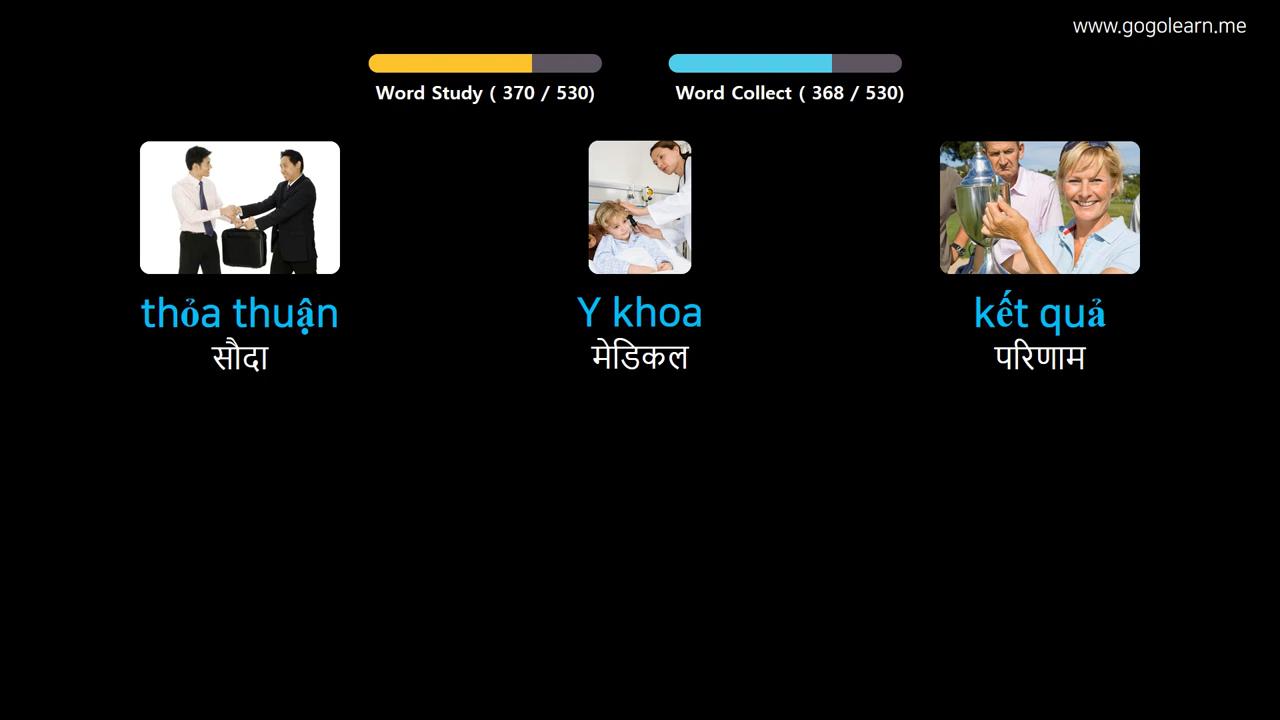 www.gogolearn.me
Word Study ( 370 / 530)
Word Collect ( 368 / 530)
thỏa thuận
सौदा
Y khoa
मेडिकल
kết quả
परिणाम